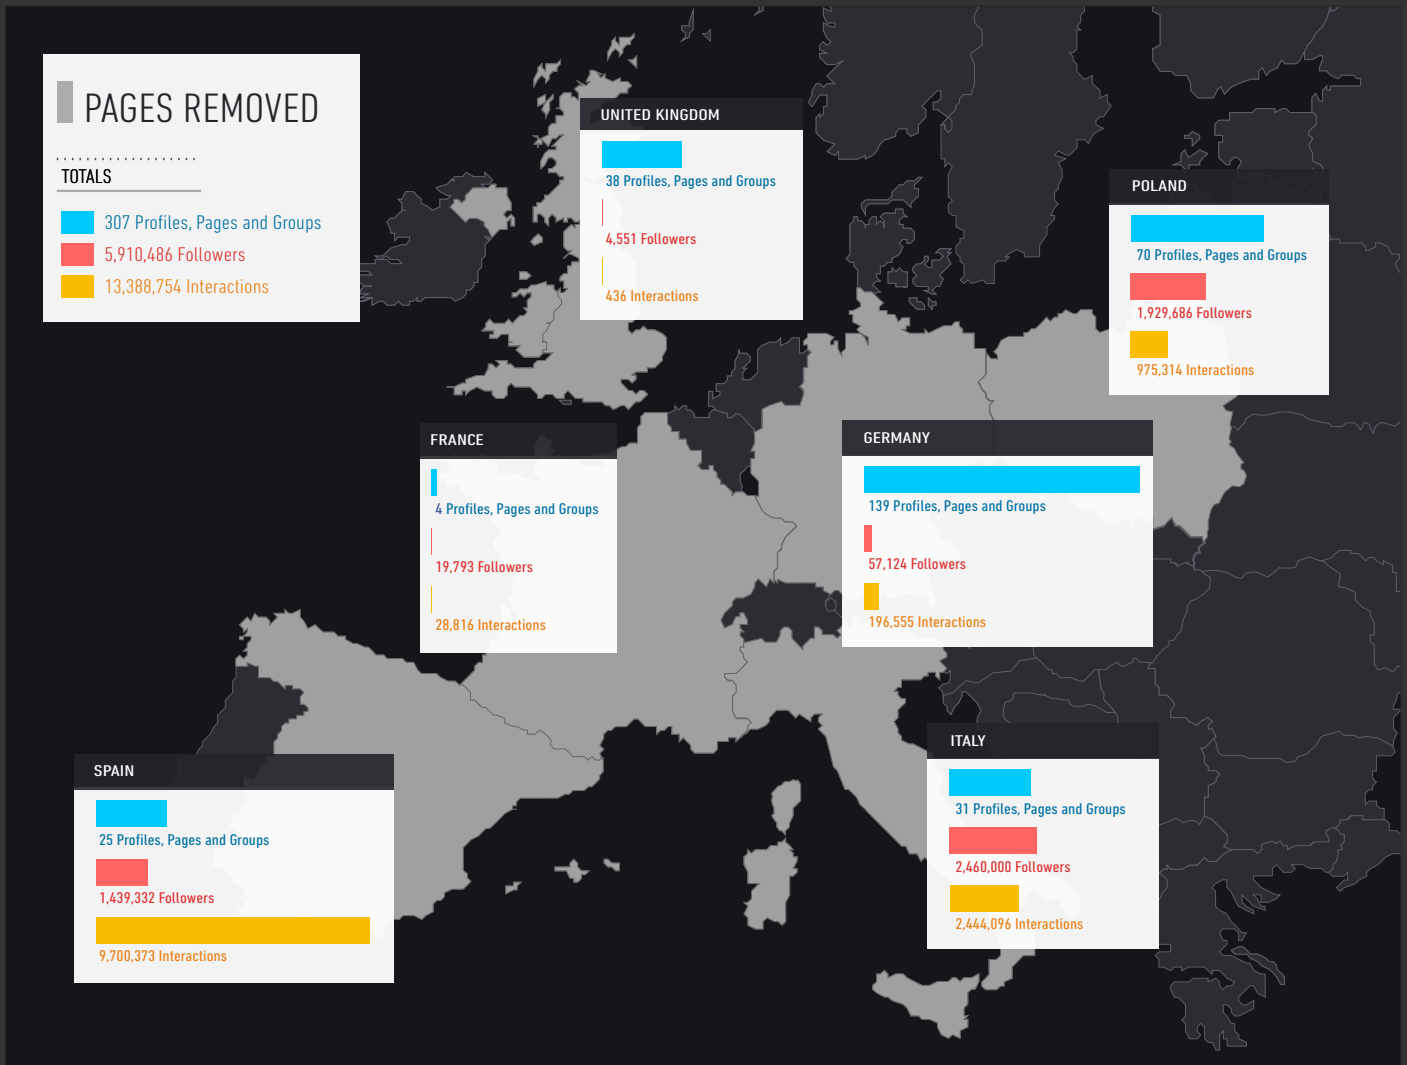 PAGES REMOVED
TOTALS
307 Profiles, Pages and Groups
5,910,486 Followers
13,388,754 Interactions
UNITED KINGDOM
38 Profiles, Pages and Groups
4,551 Followers
436 Interactions
POLAND
70 Profiles, Pages and Groups
1,929,686 Followers
975,314 Interactions
FRANCE
4 Profiles, Pages and Groups
19,793 Followers
28,816 Interactions
GERMANY
139 Profiles, Pages and Groups
57,124 Followers
196,555 Interactions
SPAIN
25 Profiles, Pages and Groups
1,439,332 Followers
9,700,373 Interactions
ITALY
31 Profiles, Pages and Groups
2,460,000 Followers
2,444,096 Interactions